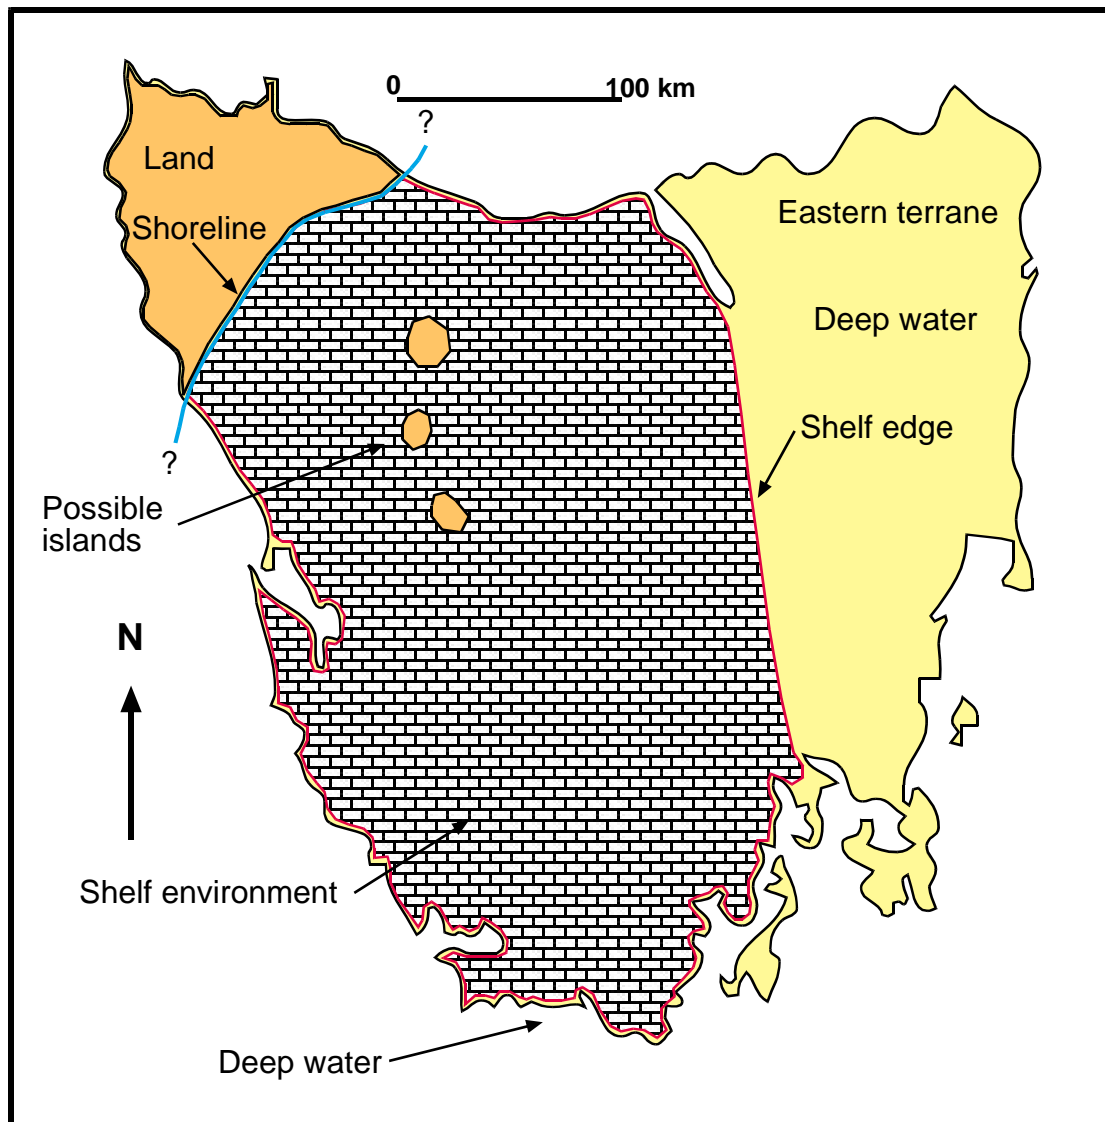 0 100 km
?
Land
Shoreline
Eastern terrane
Deep water
Shelf edge
?
Possible
islands
N
Shelf environment
Deep water